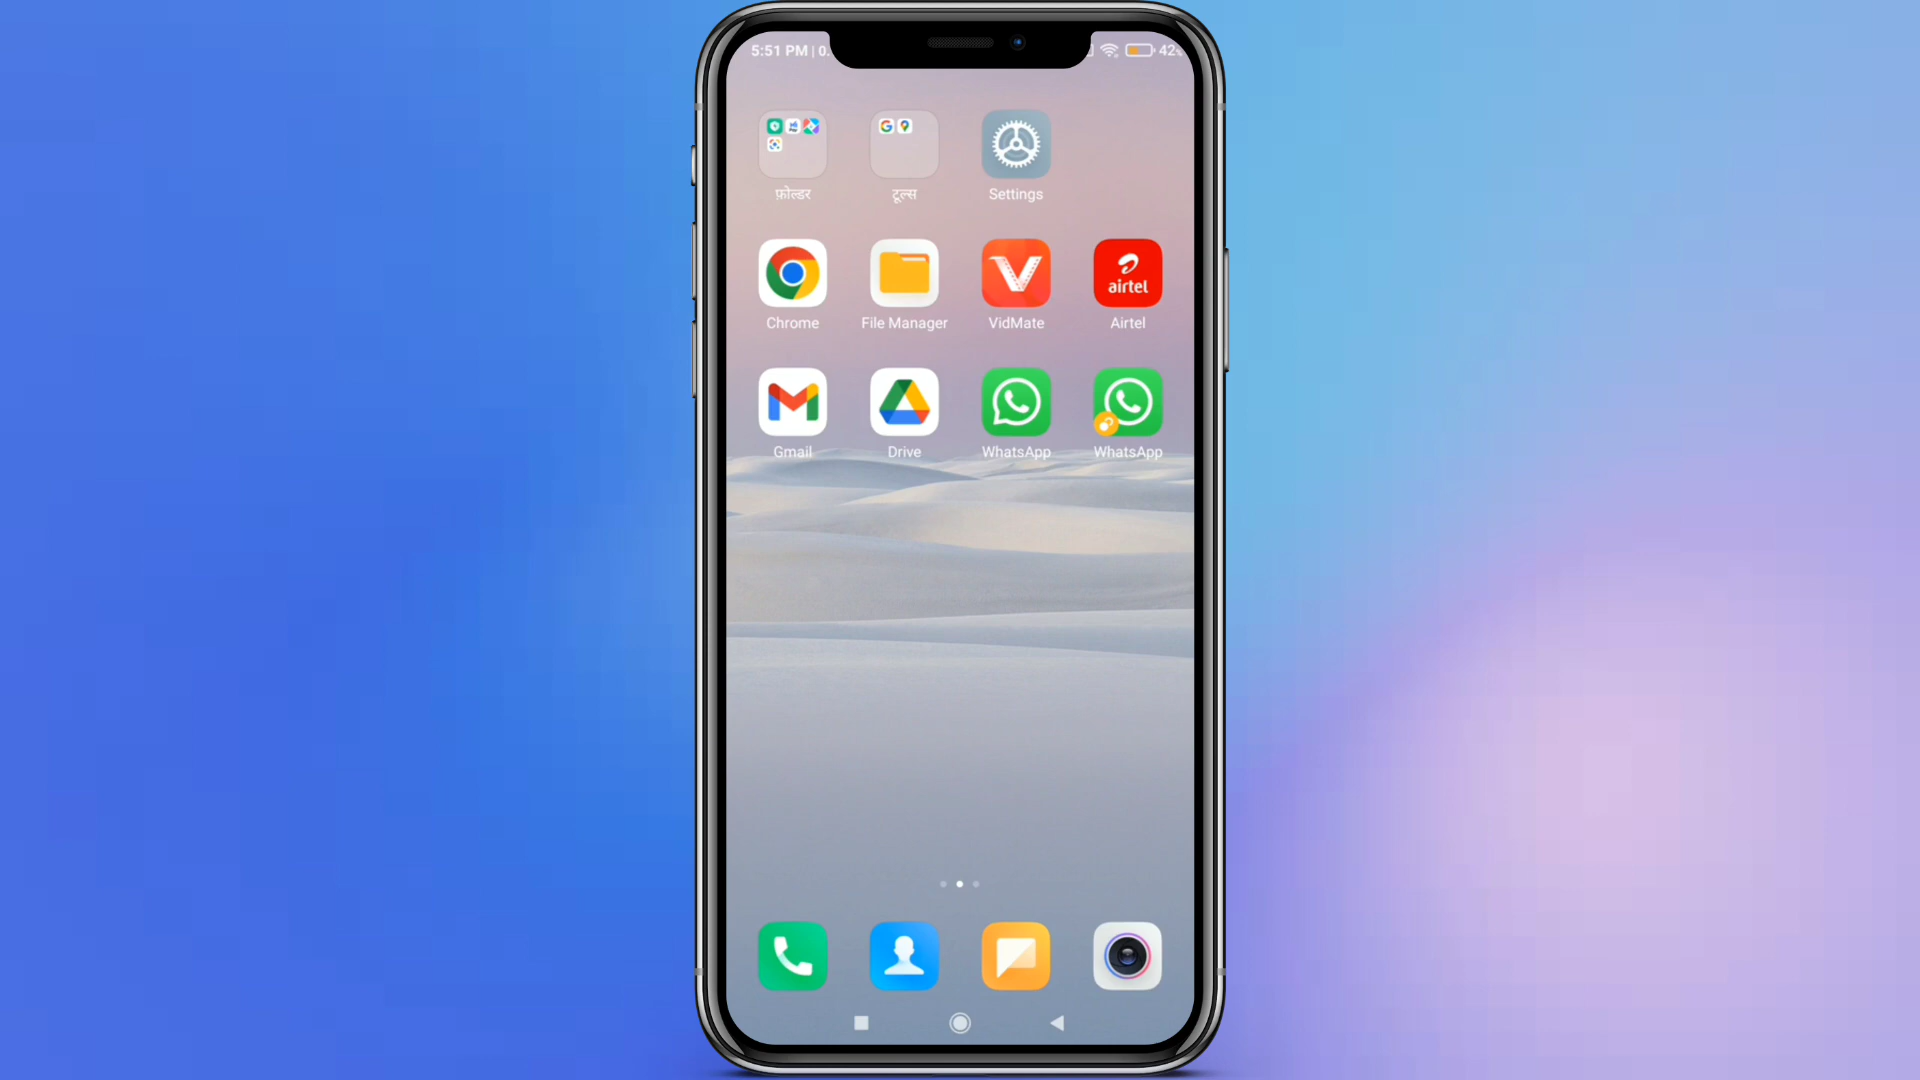 5:51 PM | 0.
42%
फ़ोल्डर
टूल्स
Settings
airtel
Chrome
File Manager
VidMate
Airtel
Gmail
Drive
WhatsApp
WhatsApp